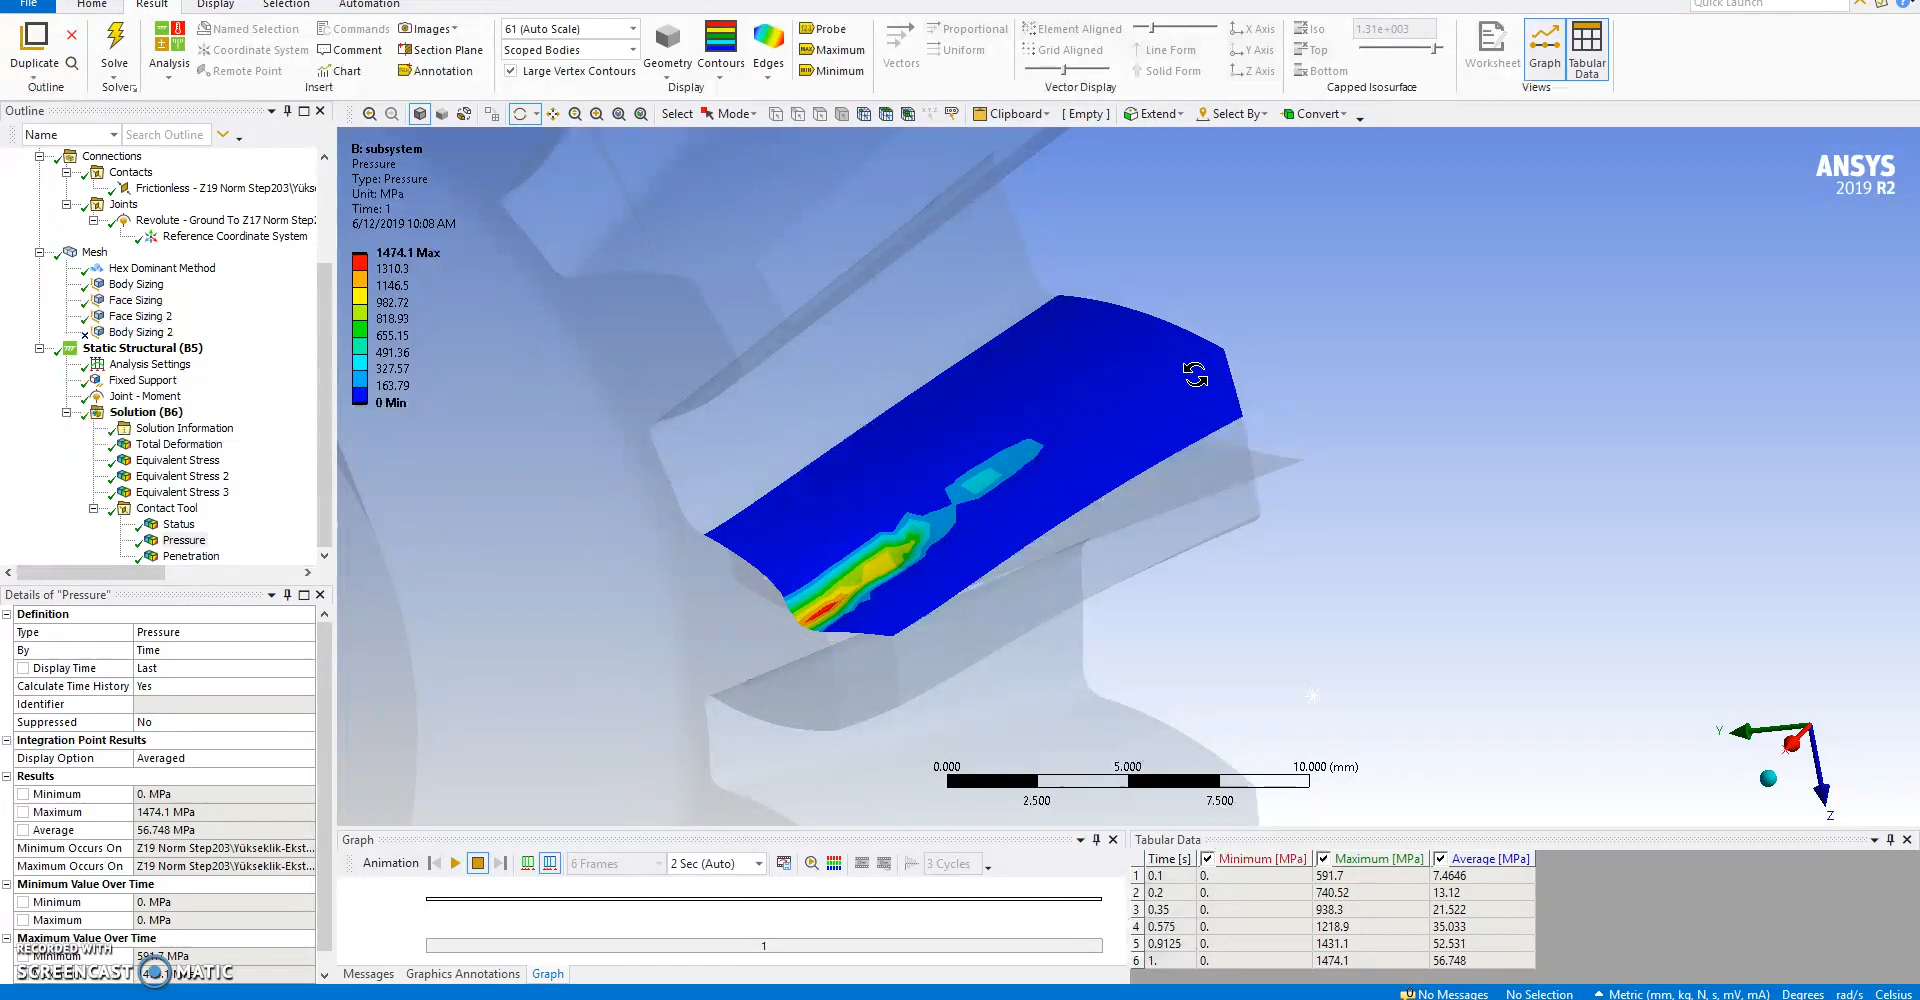 File Home Result Display Selection Automation Quick Launch
Duplicate Solve Analysis Named Selection Commands Images 61 (Auto Scale) Probe Proportional Element Aligned X Axis Iso 1.31e+003
Coordinate System Comment Section Plane Scoped Bodies Geometry Contours Edges Maximum Vectors Uniform Grid Aligned Line Form Y Axis Top Worksheet Graph Tabular Data
Remote Point Chart Annotation Large Vertex Contours Minimum Solid Form Z Axis Bottom
Outline Solver Insert Display Vector Display Capped Isosurface Views
Outline
Select Mode Clipboard [ Empty ] Extend Select By Convert
Name Search Outline
Connections
Contacts
Frictionless - Z19 Norm Step203\Yüks
Joints
Revolute - Ground To Z17 Norm Step2
Reference Coordinate System
Mesh
Hex Dominant Method
Body Sizing
Face Sizing
Face Sizing 2
Body Sizing 2
Static Structural (B5)
Analysis Settings
Fixed Support
Joint - Moment
Solution (B6)
Solution Information
Total Deformation
Equivalent Stress
Equivalent Stress 2
Equivalent Stress 3
Contact Tool
Status
Pressure
Penetration
Details of "Pressure"
Definition
Type Pressure
By Time
Display Time Last
Calculate Time History Yes
Identifier
Suppressed No
Integration Point Results
Display Option Averaged
Results
Minimum 0. MPa
Maximum 1474.1 MPa
Average 56.748 MPa
Minimum Occurs On Z19 Norm Step203\Yükseklik-Ekst...
Maximum Occurs On Z19 Norm Step203\Yükseklik-Ekst...
Minimum Value Over Time
Minimum 0. MPa
Maximum 0. MPa
Maximum Value Over Time
Minimum 591.7 MPa
RECORDED WITH
SCREENCAST MATIC
B: subsystem
Pressure
Type: Pressure
Unit: MPa
Time: 1
6/12/2019 10:08 AM
1474.1 Max
1310.3
1146.5
982.72
818.93
655.15
491.36
327.57
163.79
0 Min
ANSYS
2019 R2
0.000 5.000 10.000 (mm)
2.500 7.500
Y
X
Z
Graph
Animation 6 Frames 2 Sec (Auto) 3 Cycles
1
Messages Graphics Annotations Graph
Tabular Data
Time [s] Minimum [MPa] Maximum [MPa] Average [MPa]
1 0.1 0. 591.7 7.4646
2 0.2 0. 740.52 13.12
3 0.35 0. 938.3 21.522
4 0.575 0. 1218.9 35.033
5 0.9125 0. 1431.1 52.531
6 1. 0. 1474.1 56.748
No Messages No Selection Metric (mm, kg, N, s, mV, mA) Degrees rad/s Celsius